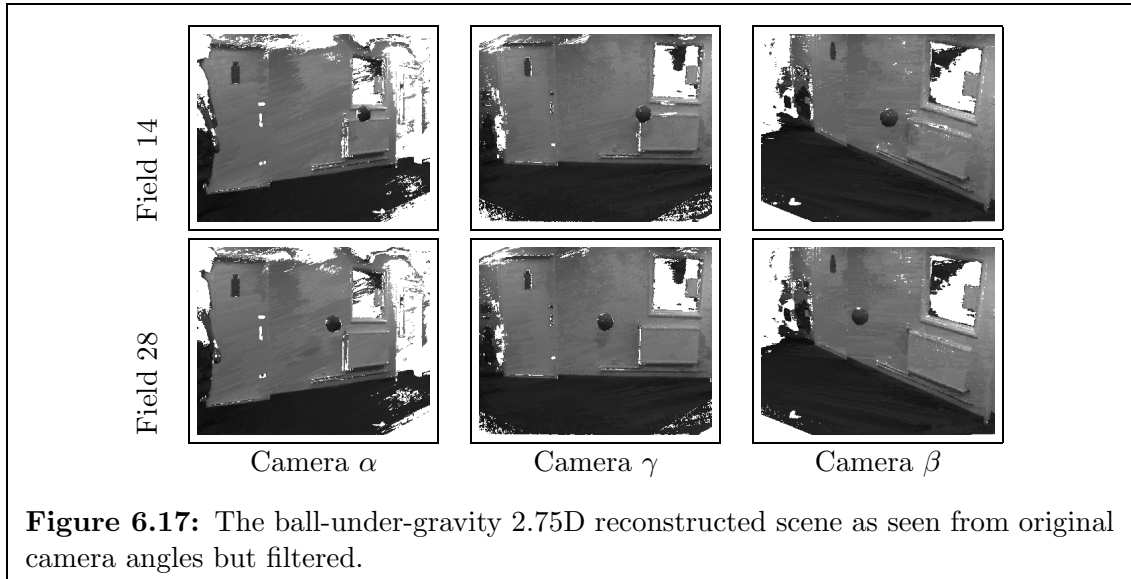 Field 14
Field 28
Camera α
Camera γ
Camera β
Figure 6.17: The ball-under-gravity 2.75D reconstructed scene as seen from original
camera angles but filtered.